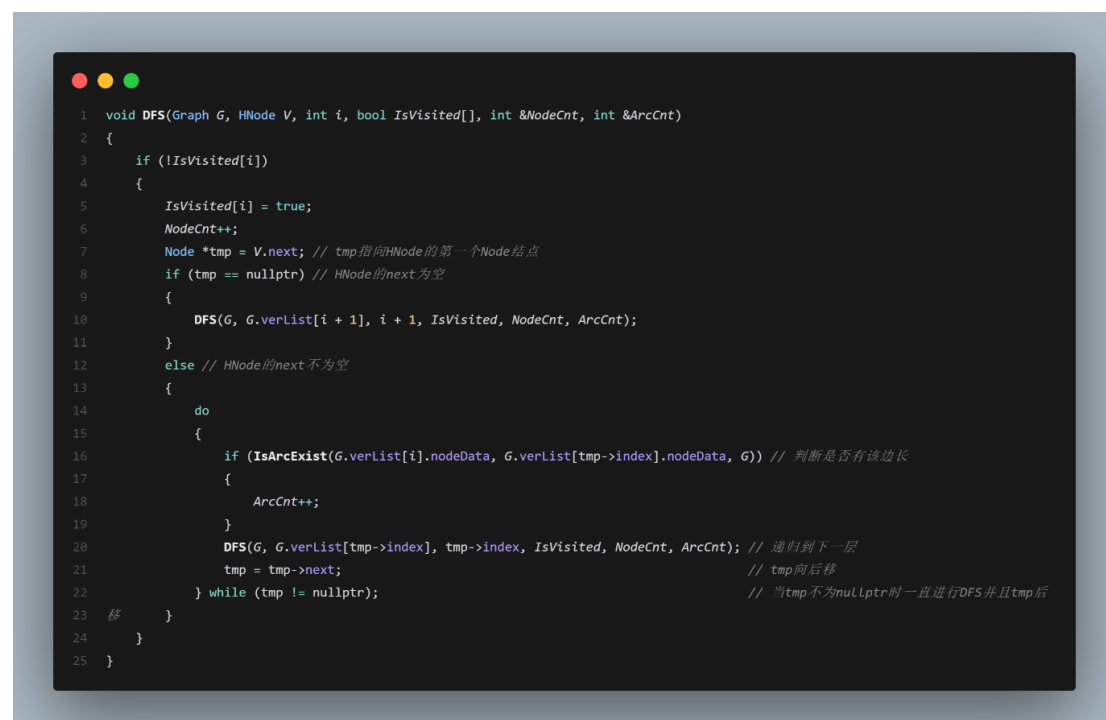 1 void DFS(Graph G, HNode V, int i, bool IsVisited[], int &NodeCnt, int &ArcCnt)
2 {
3     if (!IsVisited[i])
4     {
5         IsVisited[i] = true;
6         NodeCnt++;
7         Node *tmp = V.next; // tmp指向HNode的第一个Node结点
8         if (tmp == nullptr) // HNode的next为空
9         {
10             DFS(G, G.verList[i + 1], i + 1, IsVisited, NodeCnt, ArcCnt);
11         }
12         else // HNode的next不为空
13         {
14             do
15             {
16                 if (IsArcExist(G.verList[i].nodeData, G.verList[tmp->index].nodeData, G)) // 判断是否有该边长
17                 {
18                     ArcCnt++;
19                 }
20                 DFS(G, G.verList[tmp->index], tmp->index, IsVisited, NodeCnt, ArcCnt); // 递归到下一层
21                 tmp = tmp->next;                                                       // tmp向后移
22             } while (tmp != nullptr);                                                  // 当tmp不为nullptr时一直进行DFS并且tmp后
23 移       }
24     }
25 }